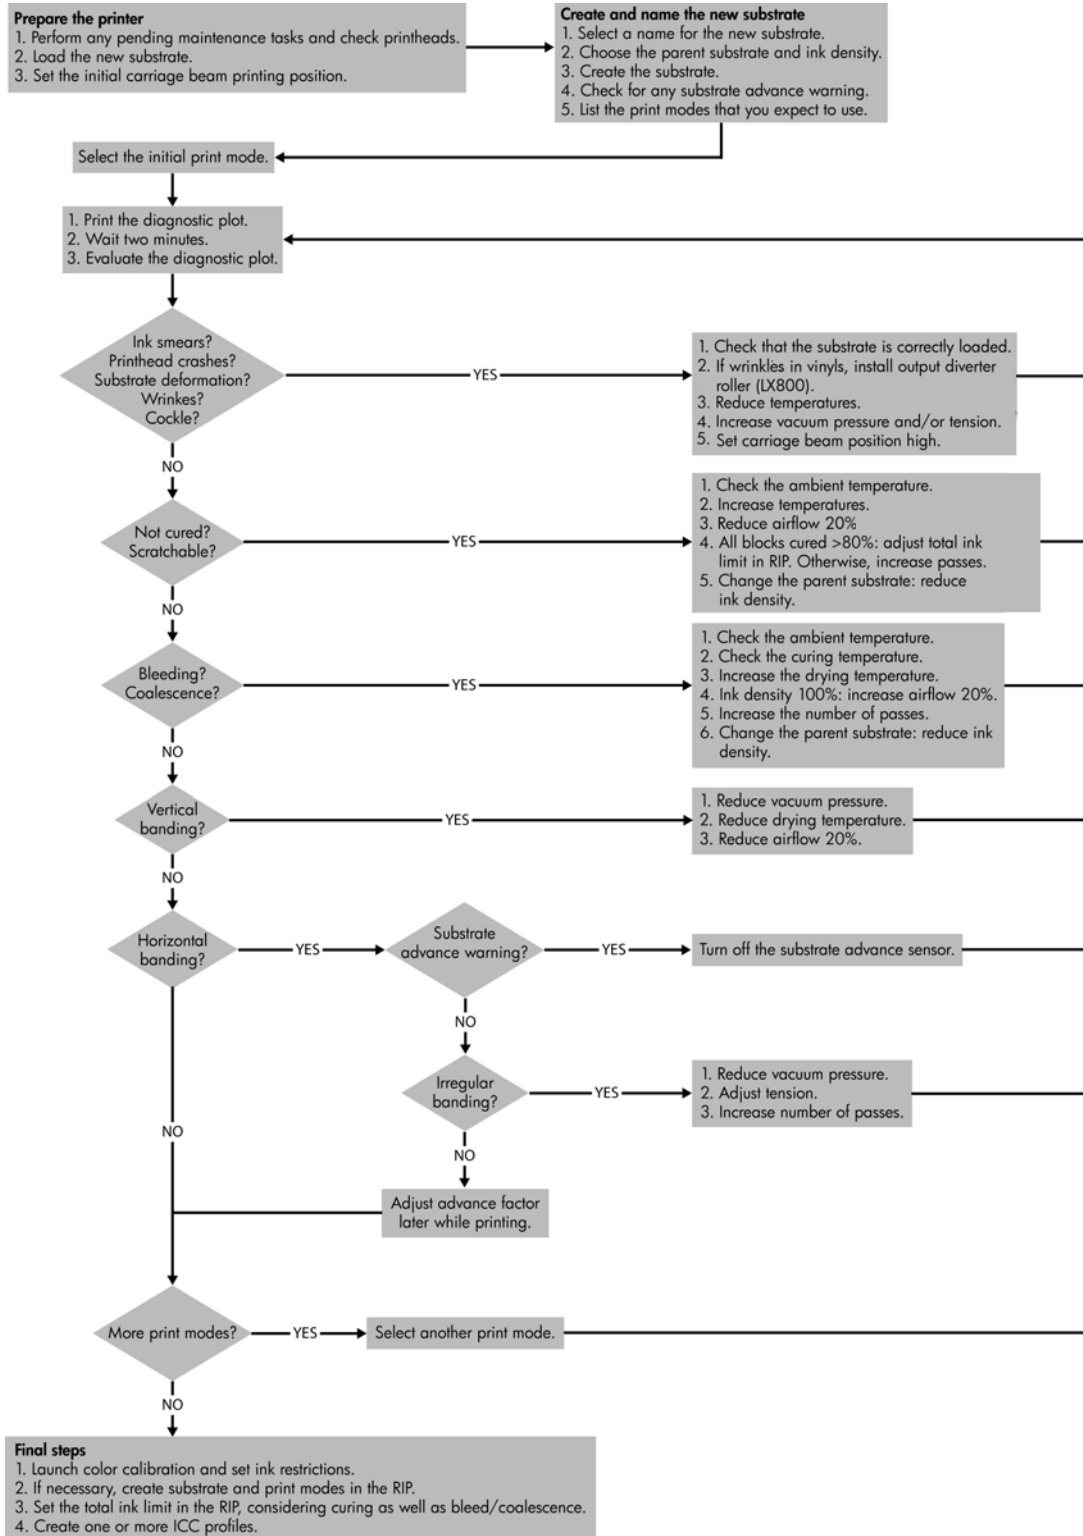 Prepare the printer
1. Perform any pending maintenance tasks and check printheads.
2. Load the new substrate.
3. Set the initial carriage beam printing position.
Create and name the new substrate
1. Select a name for the new substrate.
2. Choose the parent substrate and ink density.
3. Create the substrate.
4. Check for any substrate advance warning.
5. List the print modes that you expect to use.
Select the initial print mode.
1. Print the diagnostic plot.
2. Wait two minutes.
3. Evaluate the diagnostic plot.
Ink smears?
Printhead crashes?
Substrate deformation?
Wrinkes?
Cockle?
YES
1. Check that the substrate is correctly loaded.
2. If wrinkles in vinyls, install output diverter
roller (LX800).
3. Reduce temperatures.
4. Increase vacuum pressure and/or tension.
5. Set carriage beam position high.
NO
Not cured?
Scratchable?
YES
1. Check the ambient temperature.
2. Increase temperatures.
3. Reduce airflow 20%
4. All blocks cured >80%: adjust total ink
limit in RIP. Otherwise, increase passes.
5. Change the parent substrate: reduce
ink density.
NO
Bleeding?
Coalescence?
YES
1. Check the ambient temperature.
2. Check the curing temperature.
3. Increase the drying temperature.
4. Ink density 100%: increase airflow 20%.
5. Increase the number of passes.
6. Change the parent substrate: reduce ink
density.
NO
Vertical
banding?
YES
1. Reduce vacuum pressure.
2. Reduce drying temperature.
3. Reduce airflow 20%.
NO
Horizontal
banding?
YES
Substrate
advance warning?
YES
Turn off the substrate advance sensor.
NO
Irregular
banding?
YES
1. Reduce vacuum pressure.
2. Adjust tension.
3. Increase number of passes.
NO
NO
Adjust advance factor
later while printing.
More print modes?
YES
Select another print mode.
NO
Final steps
1. Launch color calibration and set ink restrictions.
2. If necessary, create substrate and print modes in the RIP.
3. Set the total ink limit in the RIP, considering curing as well as bleed/coalescence.
4. Create one or more ICC profiles.